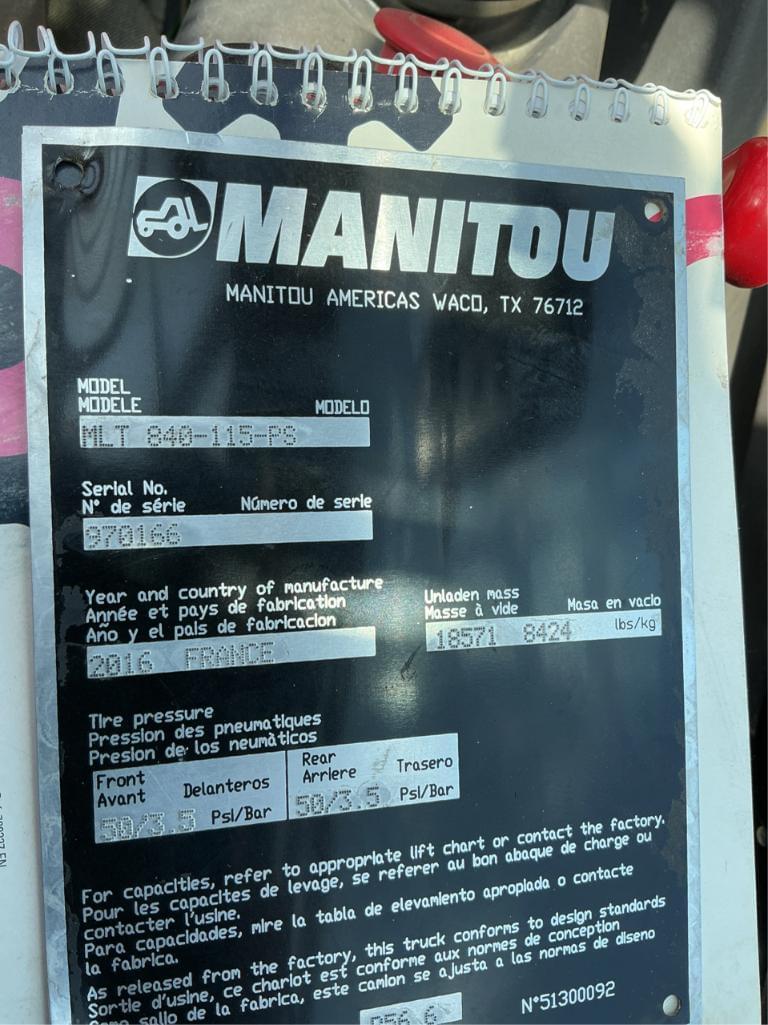 MANITOU
MANITOU AMERICAS WACO, TX 76712
MODEL
MODELE MODELO
MLT 840-115-PS
Serial No.
N° de série Número de serie
970166
Year and country of manufacture
Année et pays de fabrication
Año y el pais de fabricacion
2016 FRANCE
Unladen mass
Masse à vide Masa en vacio
18571 8424 lbs/kg
Tire pressure
Pression des pneumatiques
Presion de los neumàticos
Front
Avant Delanteros
50/3.5 Psi/Bar
Rear
Arriere Trasero
50/3.5 Psi/Bar
For capacities, refer to appropriate lift chart or contact the factory.
Pour les capacites de levage, se referer au bon abaque de charge ou
contacter l'usine.
Para capacidades, mire la tabla de elevamiento apropiada o contacte
la fabrica.
As released from the factory, this truck conforms to design standards
Sortie d'usine, ce chariot est conforme aux normes de conception
salio de la fabrica, este camion se ajusta a las normas de diseno
B56.6
N°51300092